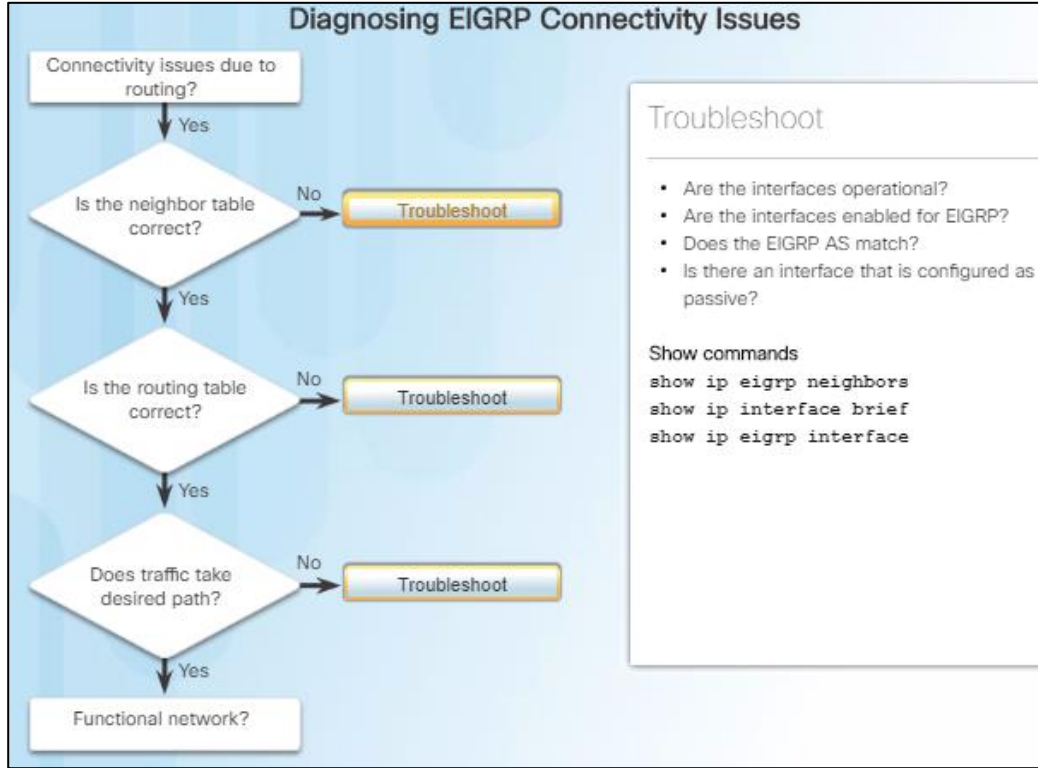 Diagnosing EIGRP Connectivity Issues
Connectivity issues due to
routing?
Yes
Is the neighbor table
correct?
No
Troubleshoot
Yes
Is the routing table
correct?
No
Troubleshoot
Yes
Does traffic take
desired path?
No
Troubleshoot
Yes
Functional network?
Troubleshoot
• Are the interfaces operational?
• Are the interfaces enabled for EIGRP?
• Does the EIGRP AS match?
• Is there an interface that is configured as
passive?
Show commands
show ip eigrp neighbors
show ip interface brief
show ip eigrp interface